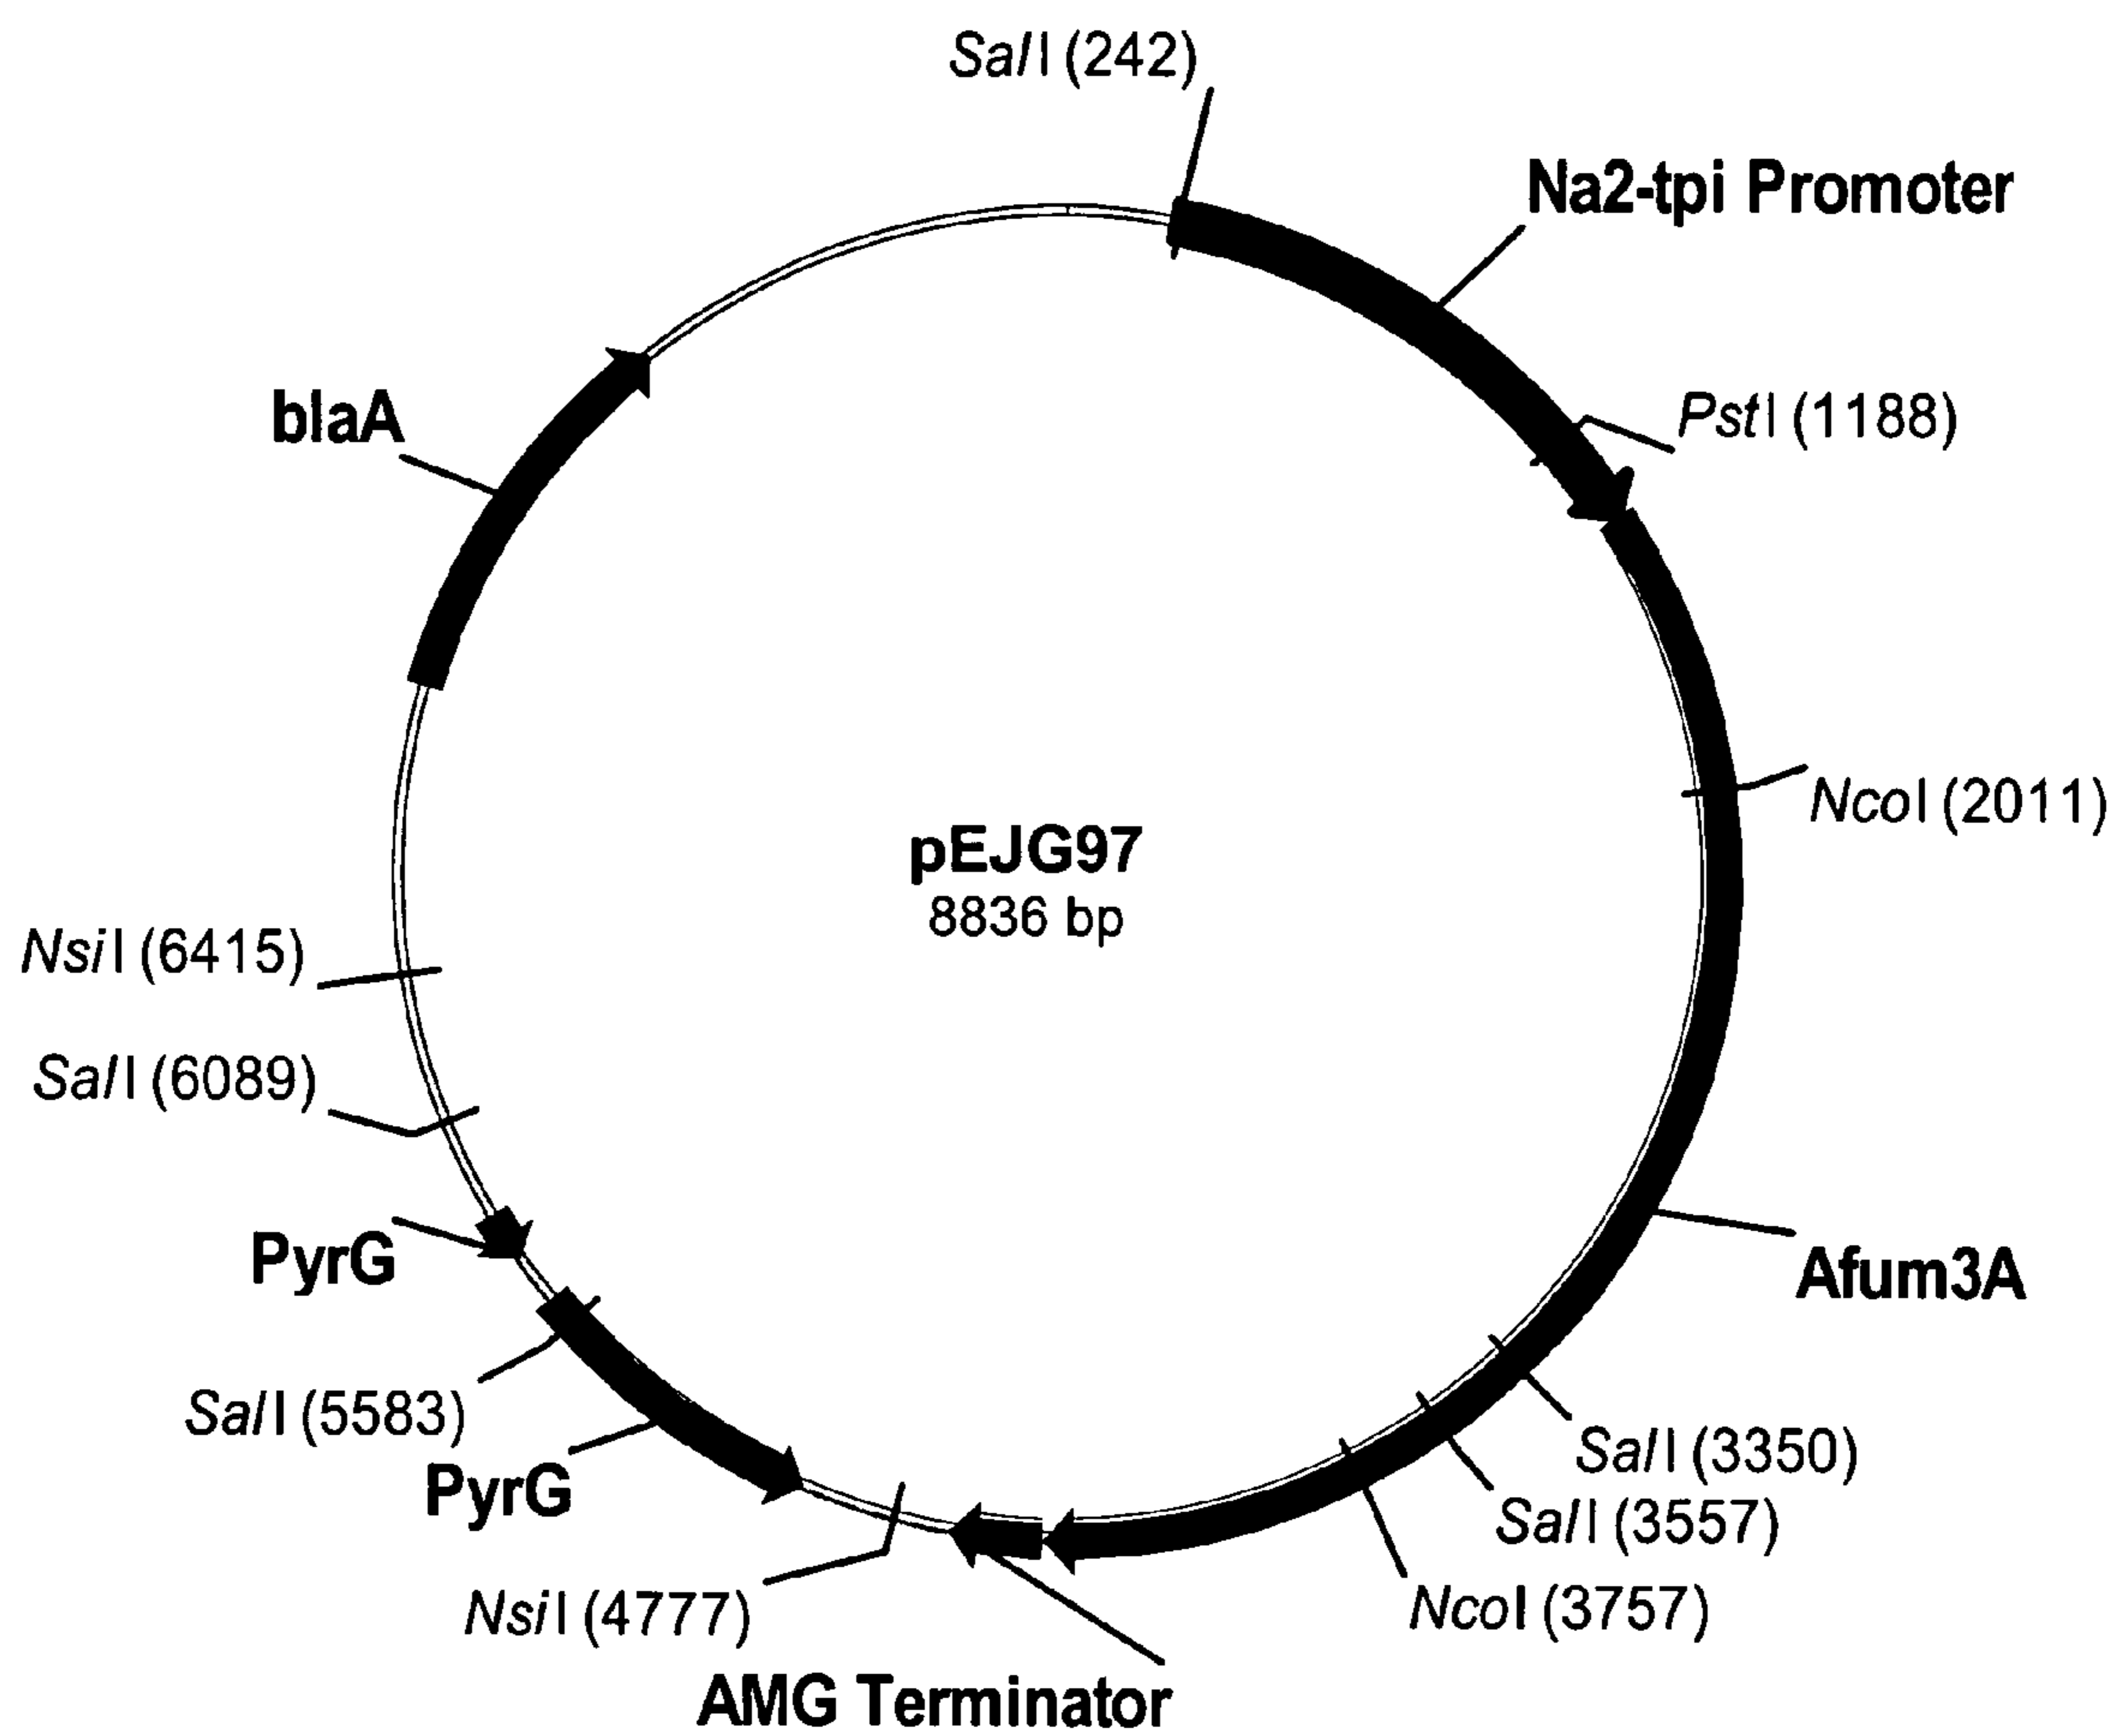 SalI (242)
Na2-tpi Promoter
blaA
PstI (1188)
NcoI (2011)
pEJG97
8836 bp
NsiI (6415)
SalI (6089)
PyrG
Afum3A
SalI (5583)
SalI (3350)
PyrG
SalI (3557)
NsiI (4777)
NcoI (3757)
AMG Terminator